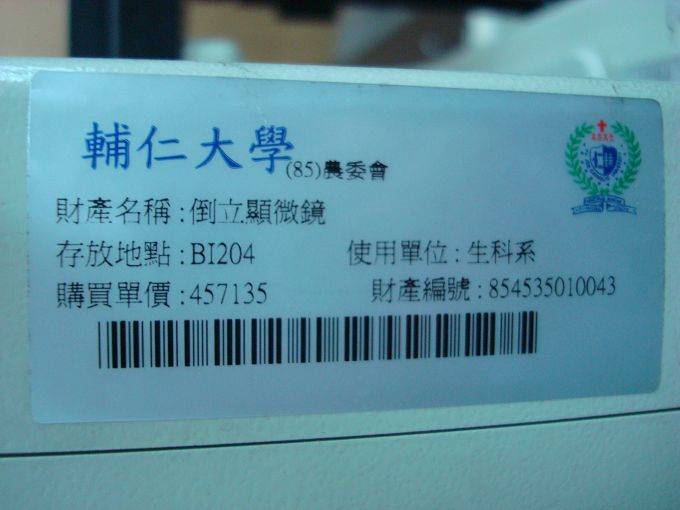 輔仁大學(85)農委會
財產名稱:倒立顯微鏡
存放地點:BI204 使用單位:生科系
購買單價:457135 財產編號:854535010043